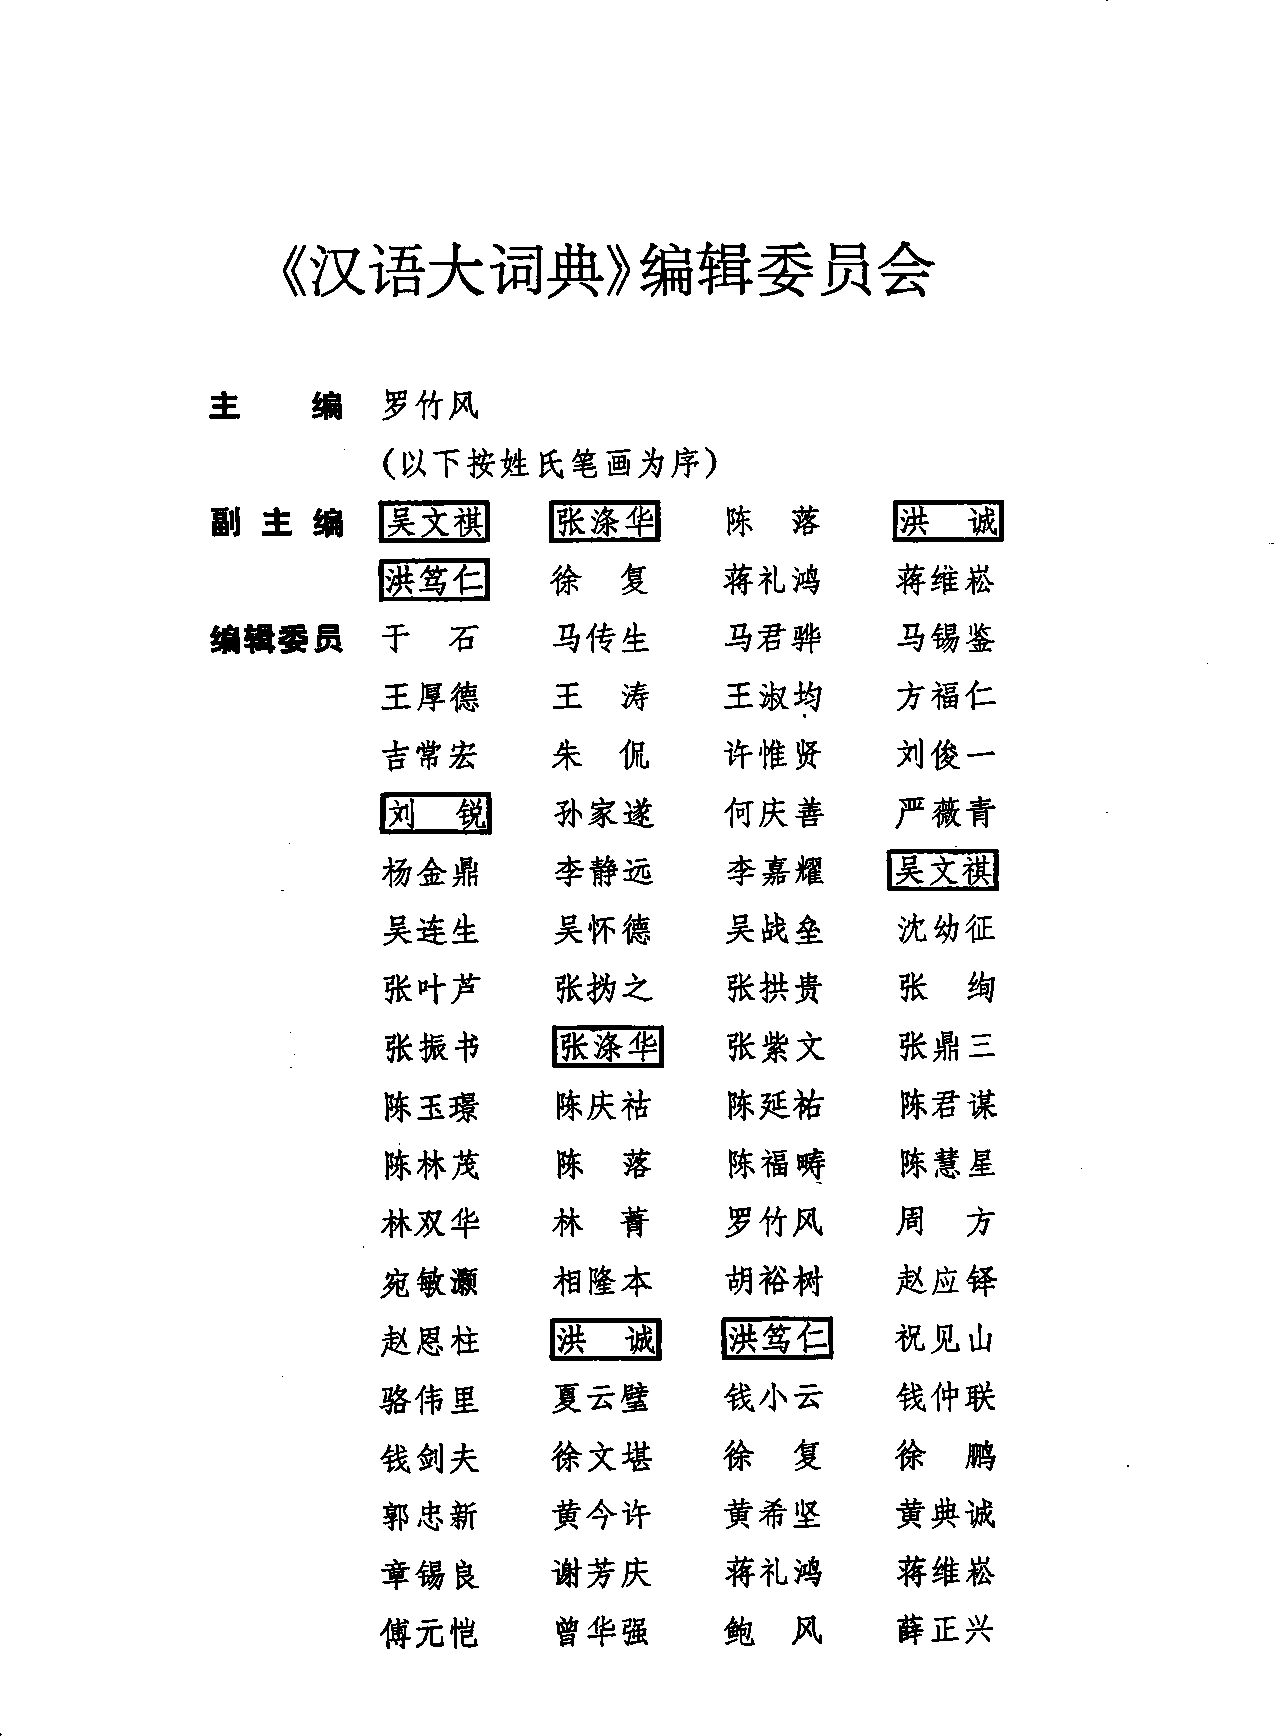 《汉语大词典》编辑委员会
主 编 罗竹风
(以下按姓氏笔画为序)
副主编 吴文祺 张涤华 陈 落 洪 诚
洪笃仁 徐 复 蒋礼鸿 蒋维崧
编辑委员 于 石 马传生 马君骅 马锡鉴
王厚德 王 涛 王淑均 方福仁
吉常宏 朱 侃 许惟贤 刘俊一
刘 锐 孙家遂 何庆善 严薇青
杨金鼎 李静远 李嘉耀 吴文祺
吴连生 吴怀德 吴战垒 沈幼征
张叶芦 张㧑之 张拱贵 张 绚
张振书 张涤华 张紫文 张鼎三
陈玉璟 陈庆祜 陈延祐 陈君谋
陈林茂 陈 落 陈福畴 陈慧星
林双华 林 菁 罗竹风 周 方
宛敏灏 相隆本 胡裕树 赵应铎
赵恩柱 洪 诚 洪笃仁 祝见山
骆伟里 夏云璧 钱小云 钱仲联
钱剑夫 徐文堪 徐 复 徐 鹏
郭忠新 黄今许 黄希坚 黄典诚
章锡良 谢芳庆 蒋礼鸿 蒋维崧
傅元恺 曾华强 鲍 风 薛正兴